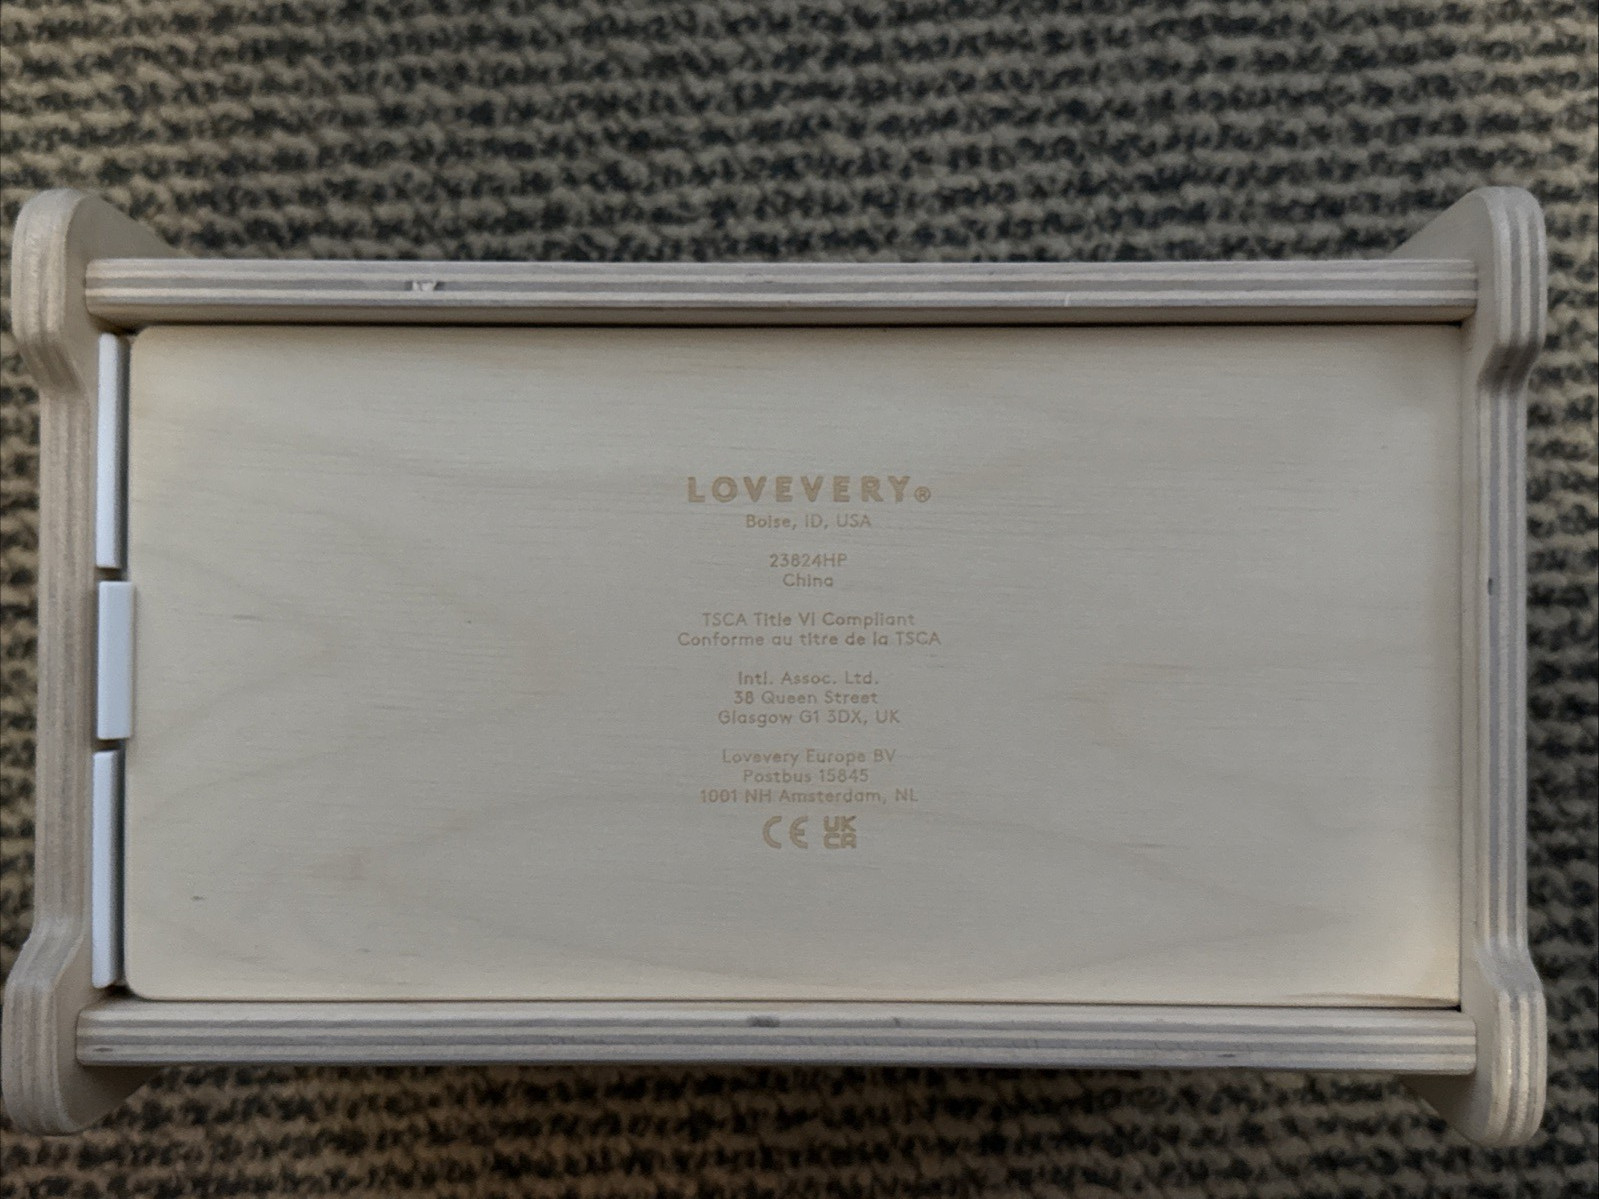 LOVEVERY®
Boise, ID, USA
23824HP
China
TSCA Title VI Compliant
Conforme au titre de la TSCA
Intl. Assoc. Ltd.
38 Queen Street
Glasgow G1 3DX, UK
Lovevery Europe BV
Postbus 15845
1001 NH Amsterdam, NL
CE UK
CA